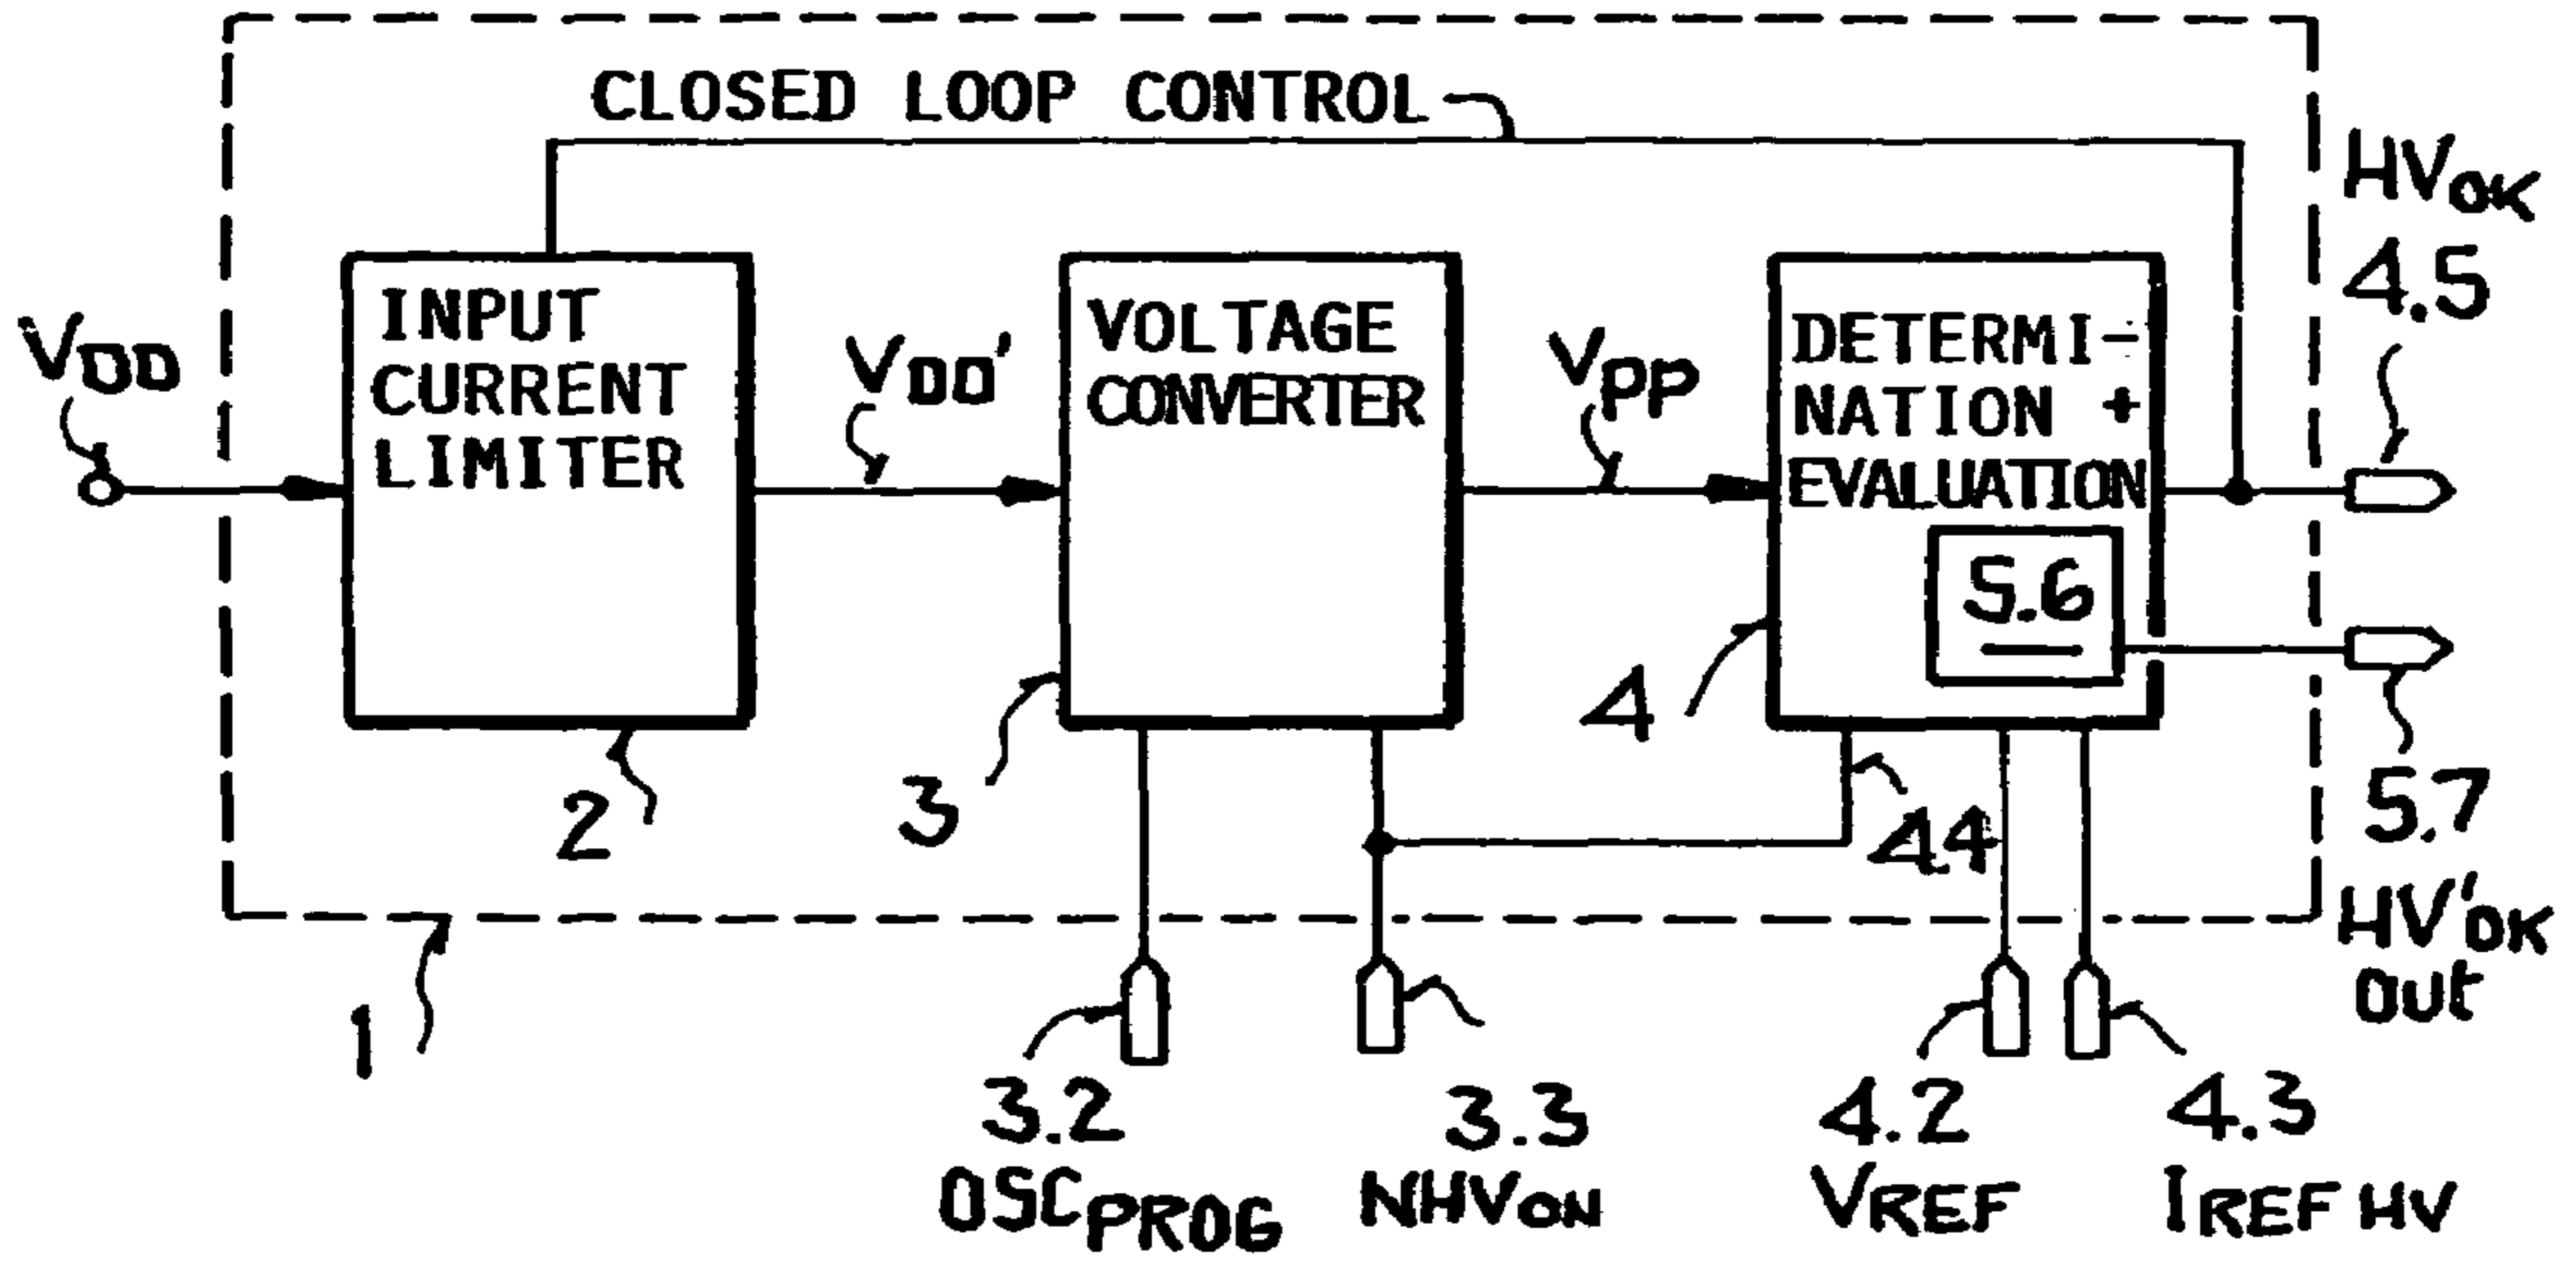 CLOSED LOOP CONTROL
HVOK
4.5
VDD
INPUT
CURRENT
LIMITER
VDD'
VOLTAGE
CONVERTER
VPP
DETERMI-
NATION +
EVALUATION
5.6
4
3
2
4.4
5.7
HV'OK
out
1
3.2
OSCPROG
3.3
NHVON
4.2
VREF
4.3
IREF HV